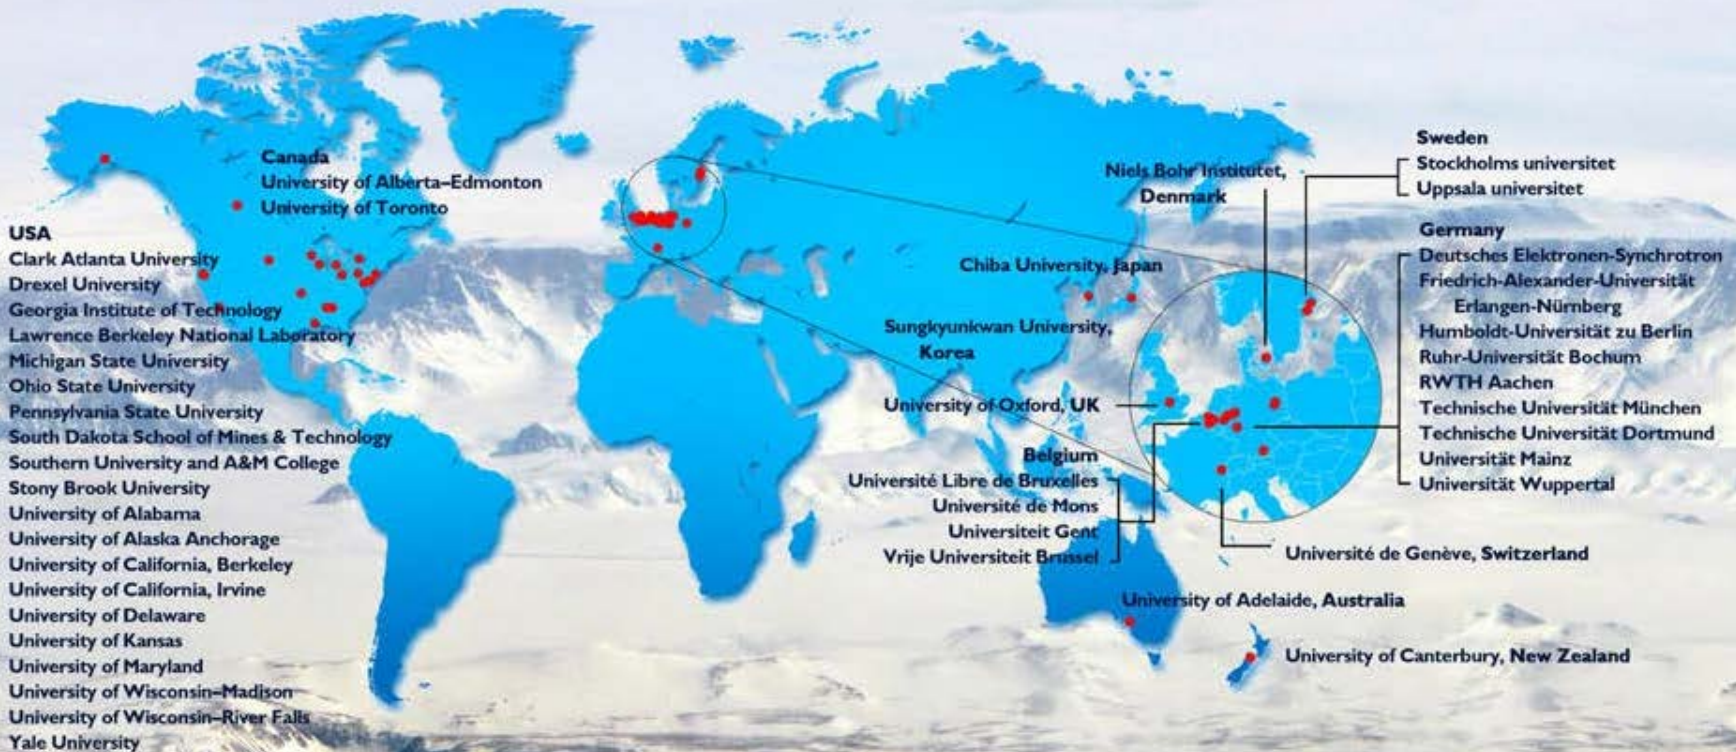 Canada
University of Alberta–Edmonton
University of Toronto
USA
Clark Atlanta University
Drexel University
Georgia Institute of Technology
Lawrence Berkeley National Laboratory
Michigan State University
Ohio State University
Pennsylvania State University
South Dakota School of Mines & Technology
Southern University and A&M College
Stony Brook University
University of Alabama
University of Alaska Anchorage
University of California, Berkeley
University of California, Irvine
University of Delaware
University of Kansas
University of Maryland
University of Wisconsin–Madison
University of Wisconsin–River Falls
Yale University
Niels Bohr Institutet,
Denmark
Chiba University, Japan
Sungkyunkwan University,
Korea
University of Oxford, UK
Belgium
Université Libre de Bruxelles
Université de Mons
Universiteit Gent
Vrije Universiteit Brussel
Sweden
Stockholms universitet
Uppsala universitet
Germany
Deutsches Elektronen-Synchrotron
Friedrich-Alexander-Universität
Erlangen-Nürnberg
Humboldt-Universität zu Berlin
Ruhr-Universität Bochum
RWTH Aachen
Technische Universität München
Technische Universität Dortmund
Universität Mainz
Universität Wuppertal
Université de Genève, Switzerland
University of Adelaide, Australia
University of Canterbury, New Zealand